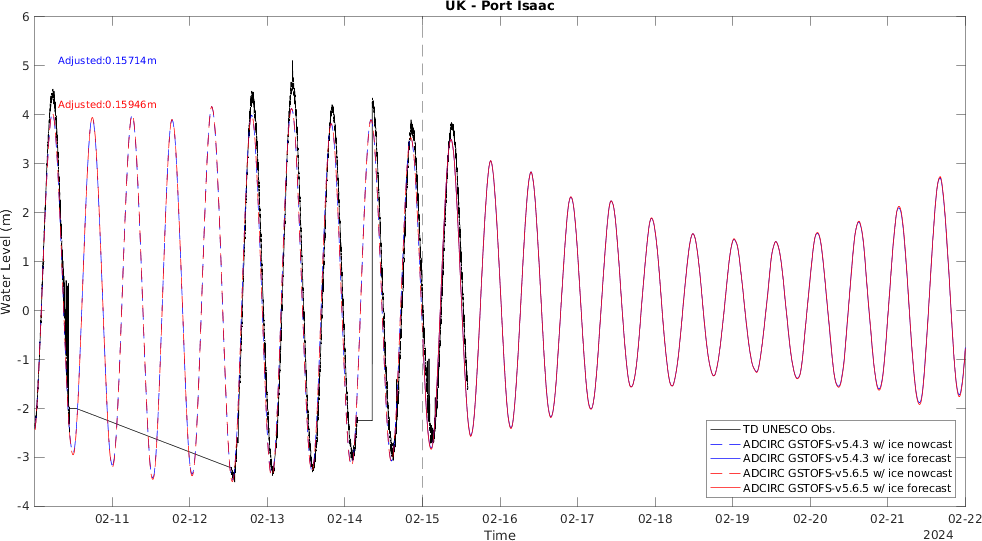 UK - Port Isaac
6
5
4
3
2
1
0
-1
-2
-3
-4
Water Level (m)
Adjusted:0.15714m
Adjusted:0.15946m
TD UNESCO Obs.
ADCIRC GSTOFS-v5.4.3 w/ ice nowcast
ADCIRC GSTOFS-v5.4.3 w/ ice forecast
ADCIRC GSTOFS-v5.6.5 w/ ice nowcast
ADCIRC GSTOFS-v5.6.5 w/ ice forecast
02-11 02-12 02-13 02-14 02-15 02-16 02-17 02-18 02-19 02-20 02-21 02-22
Time
2024